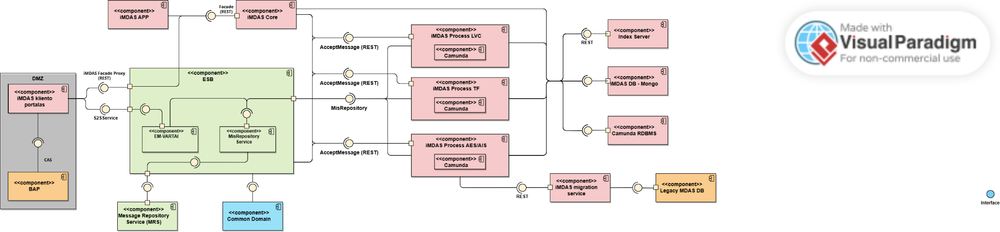 <<component>>
iMDAS APP
Facade
(REST)
<<component>>
iMDAS Core
<<component>>
iMDAS Process LVC
<<component>>
Camunda
AcceptMessage (REST)
<<component>>
iMDAS Process TF
<<component>>
Camunda
AcceptMessage (REST)
MisRepository
<<component>>
iMDAS Process AES/AIS
<<component>>
Camunda
AcceptMessage (REST)
REST
<<component>>
Index Server
<<component>>
iMDAS DB - Mongo
<<component>>
Camunda RDBMS
Made with
Visual Paradigm
For non-commercial use
DMZ
<<component>>
iMDAS kliento
portalas
CAS
<<component>>
BAP
iMDAS Facade Proxy
(REST)
S2SService
<<component>>
ESB
<<component>>
EM-VARTAI
<<component>>
MisRepository
Service
<<component>>
Message Repository
Service (MRS)
<<component>>
Common Domain
REST
<<component>>
iMDAS migration
service
<<component>>
Legacy MDAS DB
Interface